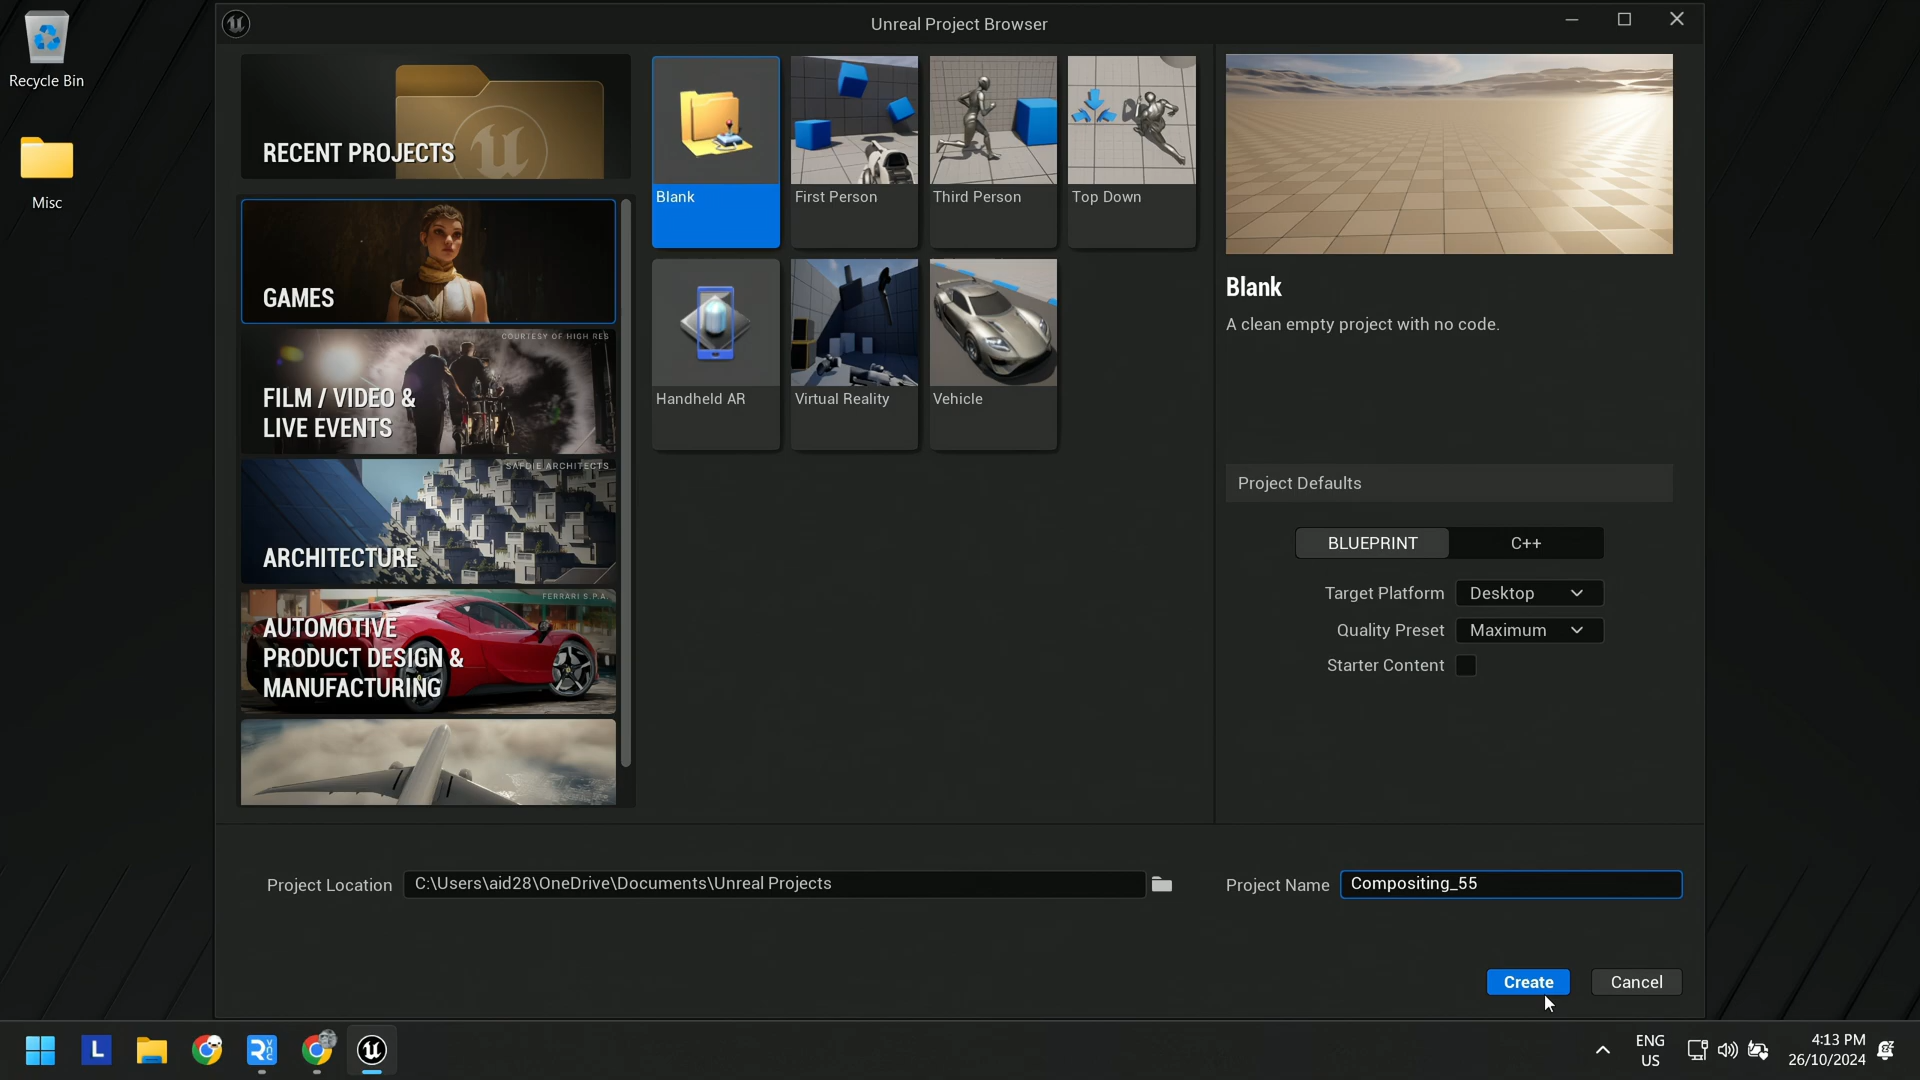 Unreal Project Browser
Recycle Bin
Misc
RECENT PROJECTS
GAMES
COURTESY OF HIGH RES
FILM / VIDEO &
LIVE EVENTS
SAFDIE ARCHITECTS
ARCHITECTURE
FERRARI S.P.A.
AUTOMOTIVE
PRODUCT DESIGN &
MANUFACTURING
Blank
First Person
Third Person
Top Down
Handheld AR
Virtual Reality
Vehicle
Blank
A clean empty project with no code.
Project Defaults
BLUEPRINT
C++
Target Platform
Desktop
Quality Preset
Maximum
Starter Content
Project Location
C:\Users\aid28\OneDrive\Documents\Unreal Projects
Project Name
Compositing_55
Create
Cancel
L
ENG
US
4:13 PM
26/10/2024